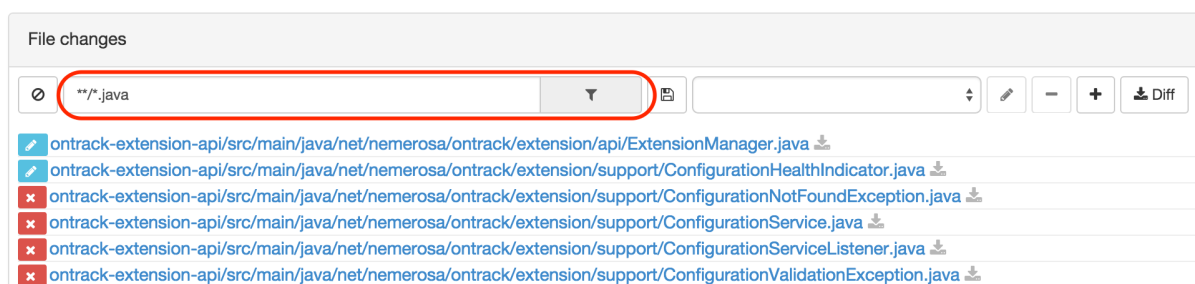 File changes
**/*.java
Diff
ontrack-extension-api/src/main/java/net/nemerosa/ontrack/extension/api/ExtensionManager.java
ontrack-extension-api/src/main/java/net/nemerosa/ontrack/extension/support/ConfigurationHealthIndicator.java
ontrack-extension-api/src/main/java/net/nemerosa/ontrack/extension/support/ConfigurationNotFoundException.java
ontrack-extension-api/src/main/java/net/nemerosa/ontrack/extension/support/ConfigurationService.java
ontrack-extension-api/src/main/java/net/nemerosa/ontrack/extension/support/ConfigurationServiceListener.java
ontrack-extension-api/src/main/java/net/nemerosa/ontrack/extension/support/ConfigurationValidationException.java